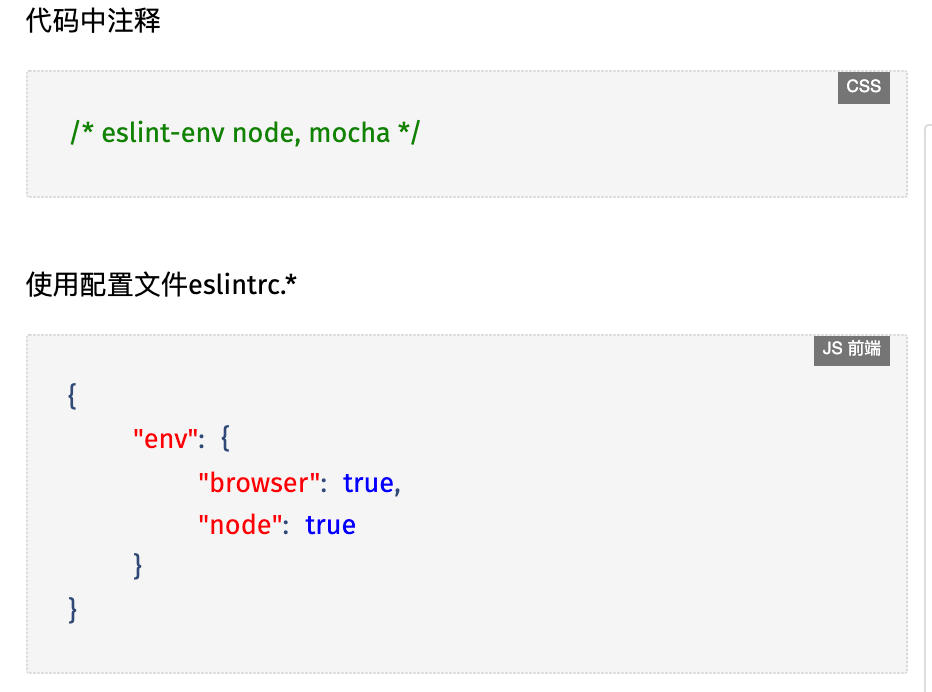 代码中注释
CSS
/* eslint-env node, mocha */
使用配置文件eslintrc.*
JS 前端
{
"env": {
"browser": true,
"node": true
}
}